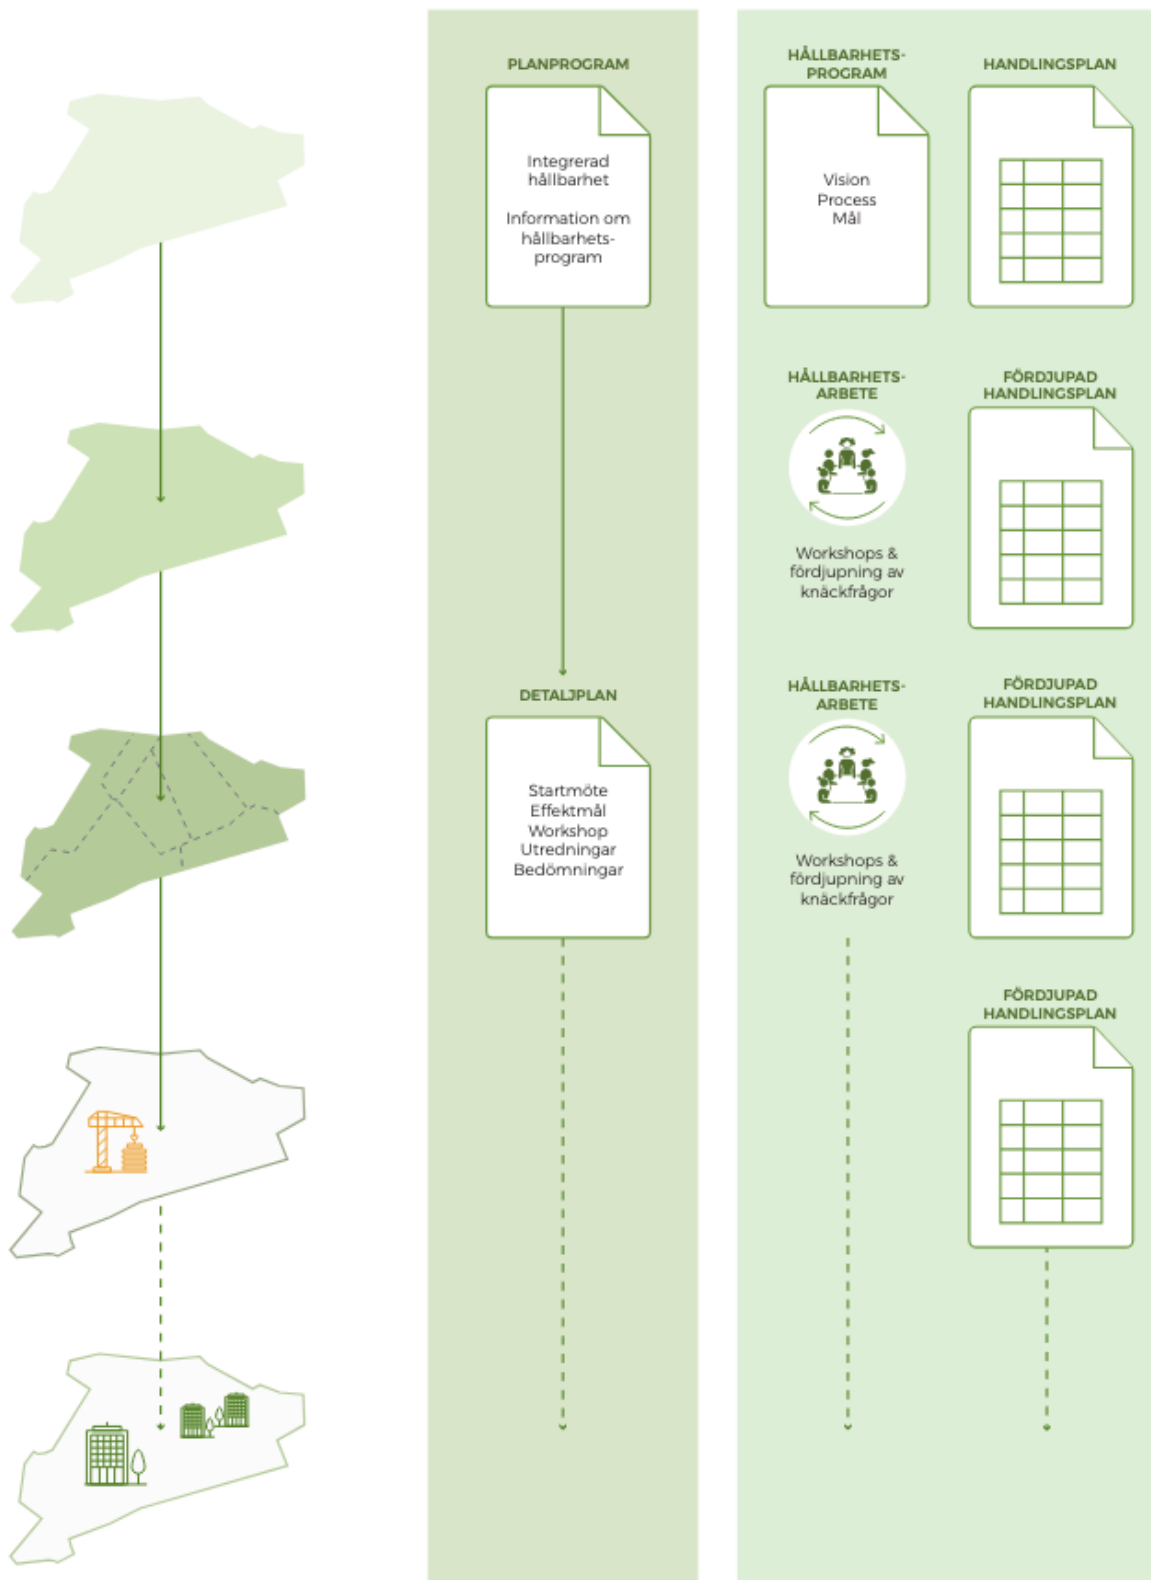 PLANPROGRAM
Integrerad
hållbarhet
Information om
hållbarhets-
program
HÅLLBARHETS-
PROGRAM
Vision
Process
Mål
HANDLINGSPLAN
HÅLLBARHETS-
ARBETE
Workshops &
fördjupning av
knäckfrågor
FÖRDJUPAD
HANDLINGSPLAN
DETALJPLAN
Startmöte
Effektmål
Workshop
Utredningar
Bedömningar
HÅLLBARHETS-
ARBETE
Workshops &
fördjupning av
knäckfrågor
FÖRDJUPAD
HANDLINGSPLAN
FÖRDJUPAD
HANDLINGSPLAN